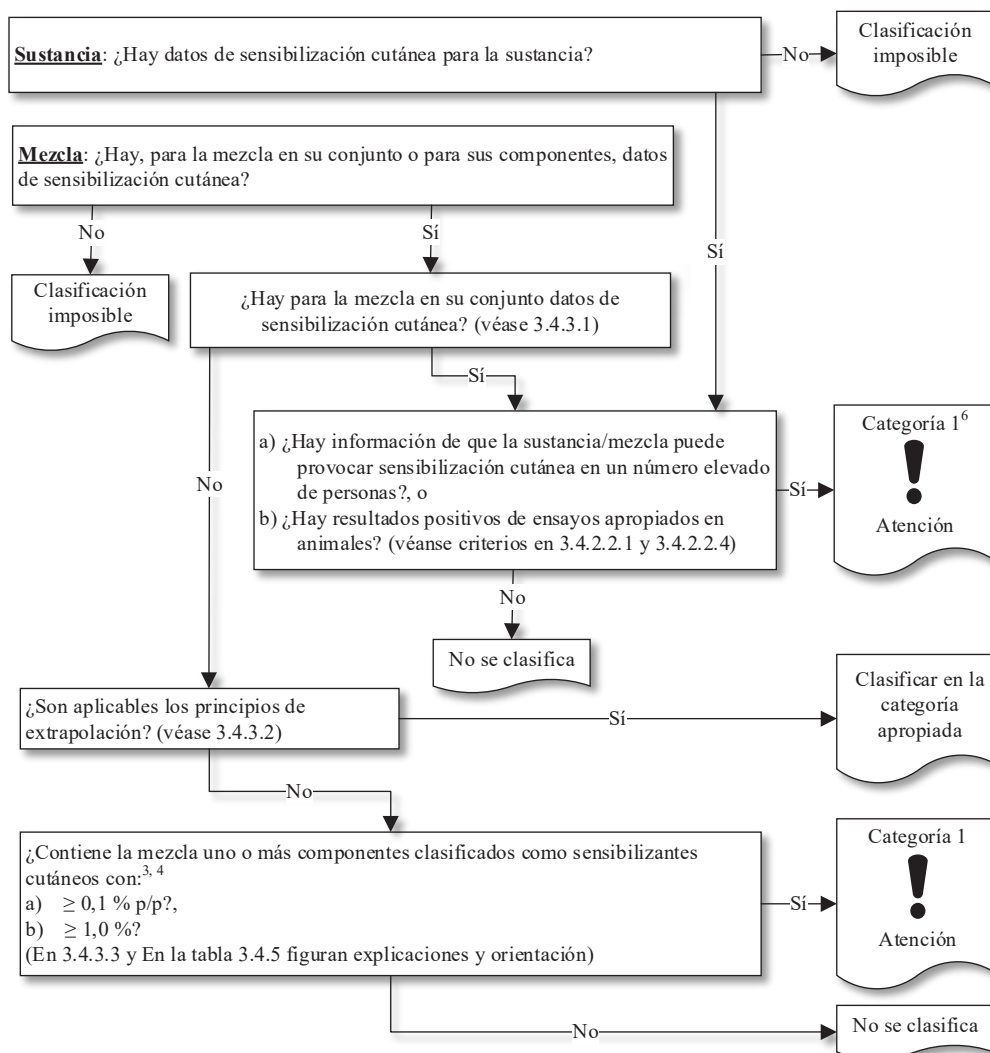 Sustancia: ¿Hay datos de sensibilización cutánea para la sustancia?
No
Clasificación
imposible
Mezcla: ¿Hay, para la mezcla en su conjunto o para sus componentes, datos
de sensibilización cutánea?
No
Sí
Sí
Clasificación
imposible
¿Hay para la mezcla en su conjunto datos de
sensibilización cutánea? (véase 3.4.3.1)
Sí
No
a) ¿Hay información de que la sustancia/mezcla puede
provocar sensibilización cutánea en un número elevado
de personas?, o
b) ¿Hay resultados positivos de ensayos apropiados en
animales? (véanse criterios en 3.4.2.2.1 y 3.4.2.2.4)
Sí
Categoría 1⁶
Atención
No
No se clasifica
¿Son aplicables los principios de
extrapolación? (véase 3.4.3.2)
Sí
Clasificar en la
categoría
apropiada
No
¿Contiene la mezcla uno o más componentes clasificados como sensibilizantes
cutáneos con:³, ⁴
a) ≥ 0,1 % p/p?,
b) ≥ 1,0 %?
(En 3.4.3.3 y En la tabla 3.4.5 figuran explicaciones y orientación)
Sí
Categoría 1
Atención
No
No se clasifica